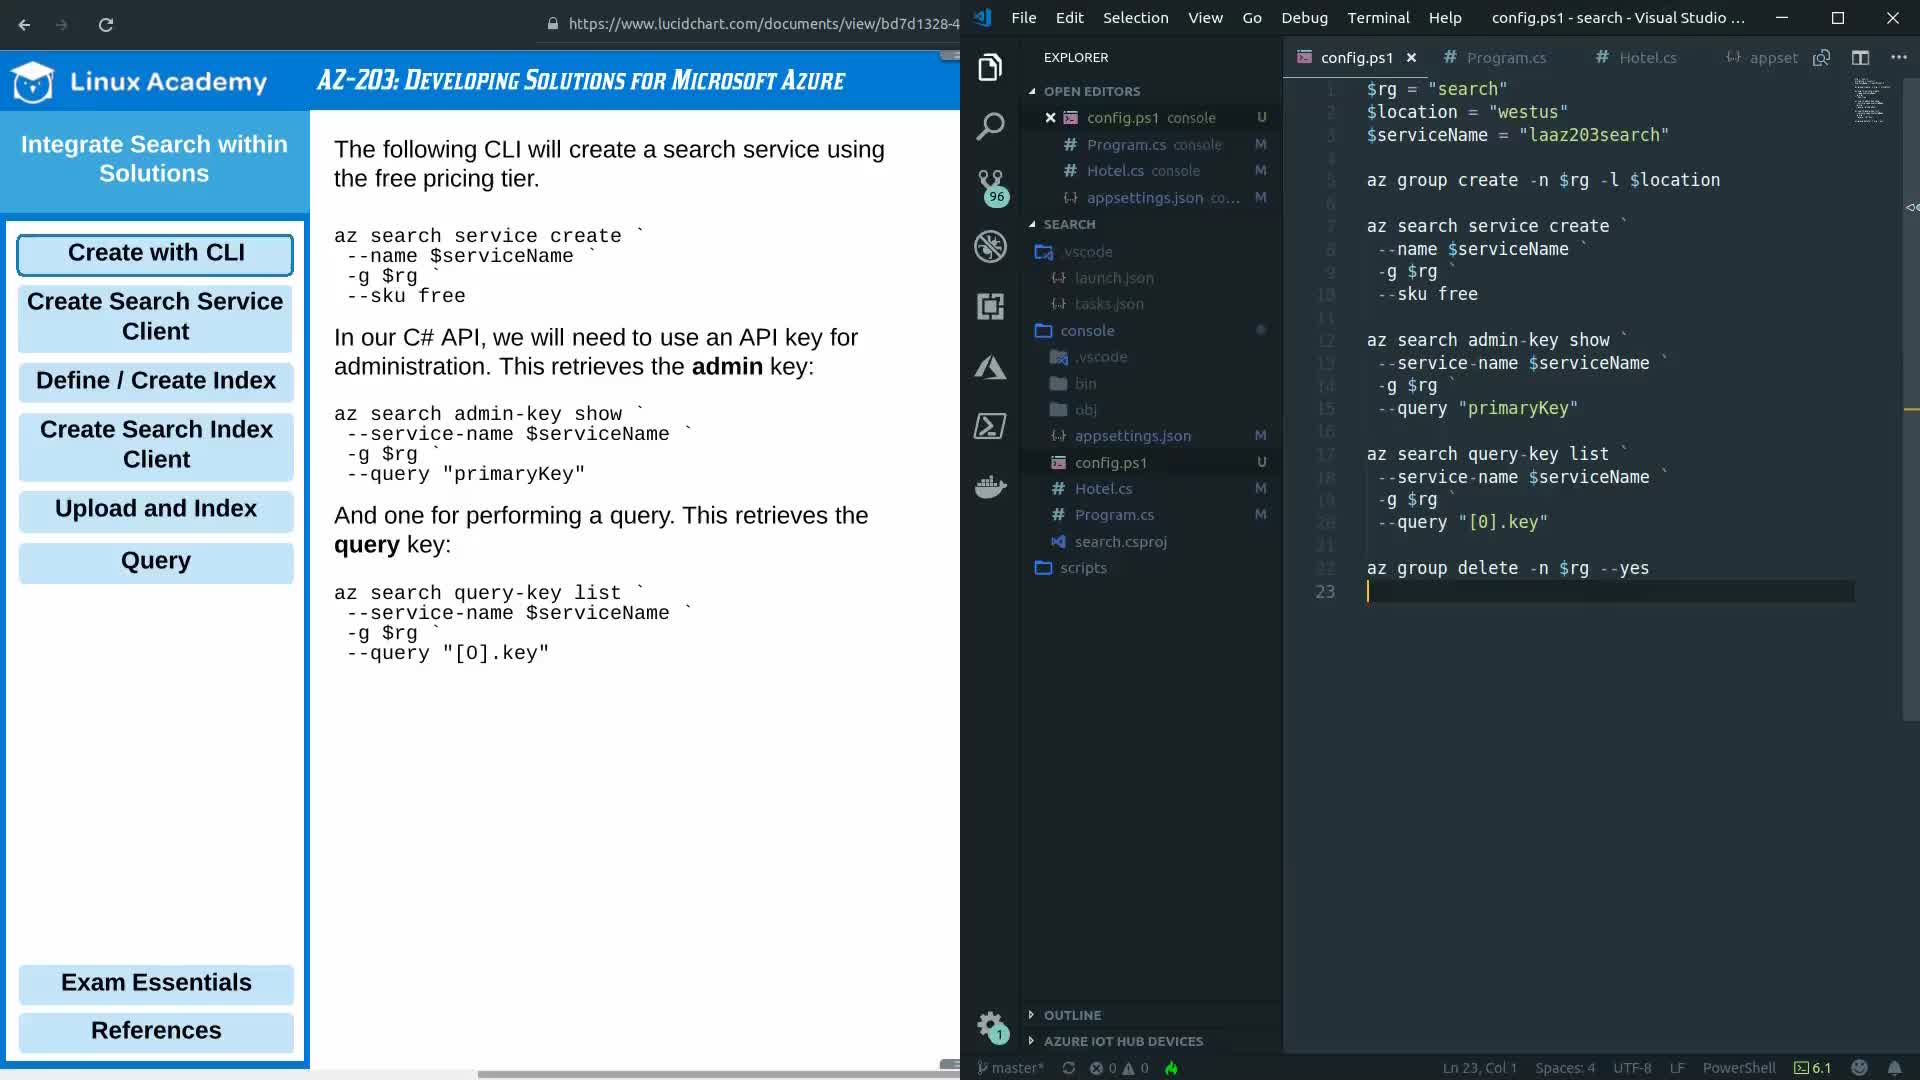 https://www.lucidchart.com/documents/view/bd7d1328-4
Linux Academy
AZ-203: Developing Solutions for Microsoft Azure
Integrate Search within
Solutions
Create with CLI
Create Search Service
Client
Define / Create Index
Create Search Index
Client
Upload and Index
Query
Exam Essentials
References
The following CLI will create a search service using
the free pricing tier.
az search service create `
--name $serviceName `
-g $rg `
--sku free
In our C# API, we will need to use an API key for
administration. This retrieves the admin key:
az search admin-key show `
--service-name $serviceName `
-g $rg `
--query "primaryKey"
And one for performing a query. This retrieves the
query key:
az search query-key list `
--service-name $serviceName `
-g $rg `
--query "[0].key"
File Edit Selection View Go Debug Terminal Help config.ps1 - search - Visual Studio ...
EXPLORER
OPEN EDITORS
config.ps1 console U
Program.cs console M
Hotel.cs console M
appsettings.json co... M
SEARCH
.vscode
launch.json
tasks.json
console
.vscode
bin
obj
appsettings.json M
config.ps1 U
Hotel.cs M
Program.cs M
search.csproj
scripts
OUTLINE
AZURE IOT HUB DEVICES
96
1
config.ps1 Program.cs Hotel.cs appset
1 $rg = "search"
2 $location = "westus"
3 $serviceName = "laaz203search"
4
5 az group create -n $rg -l $location
6
7 az search service create `
8 --name $serviceName `
9 -g $rg `
10 --sku free
11
12 az search admin-key show `
13 --service-name $serviceName `
14 -g $rg `
15 --query "primaryKey"
16
17 az search query-key list `
18 --service-name $serviceName `
19 -g $rg `
20 --query "[0].key"
21
22 az group delete -n $rg --yes
23
master* 0 0 Ln 23, Col 1 Spaces: 4 UTF-8 LF PowerShell 6.1